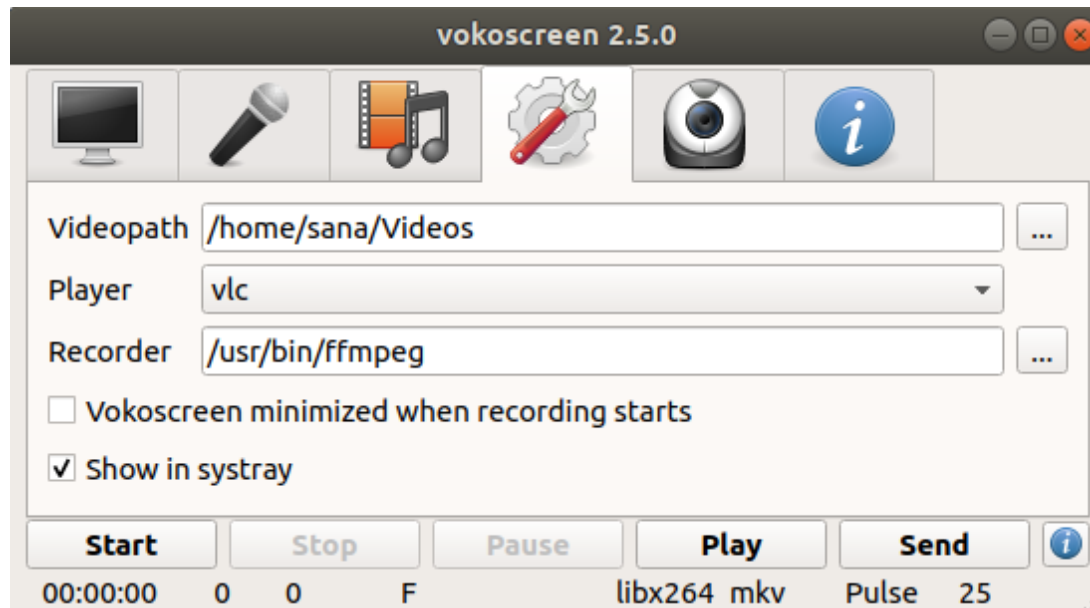 vokoscreen 2.5.0
Videopath /home/sana/Videos ...
Player vlc
Recorder /usr/bin/ffmpeg ...
Vokoscreen minimized when recording starts
Show in systray
Start Stop Pause Play Send
00:00:00 0 0 F libx264 mkv Pulse 25